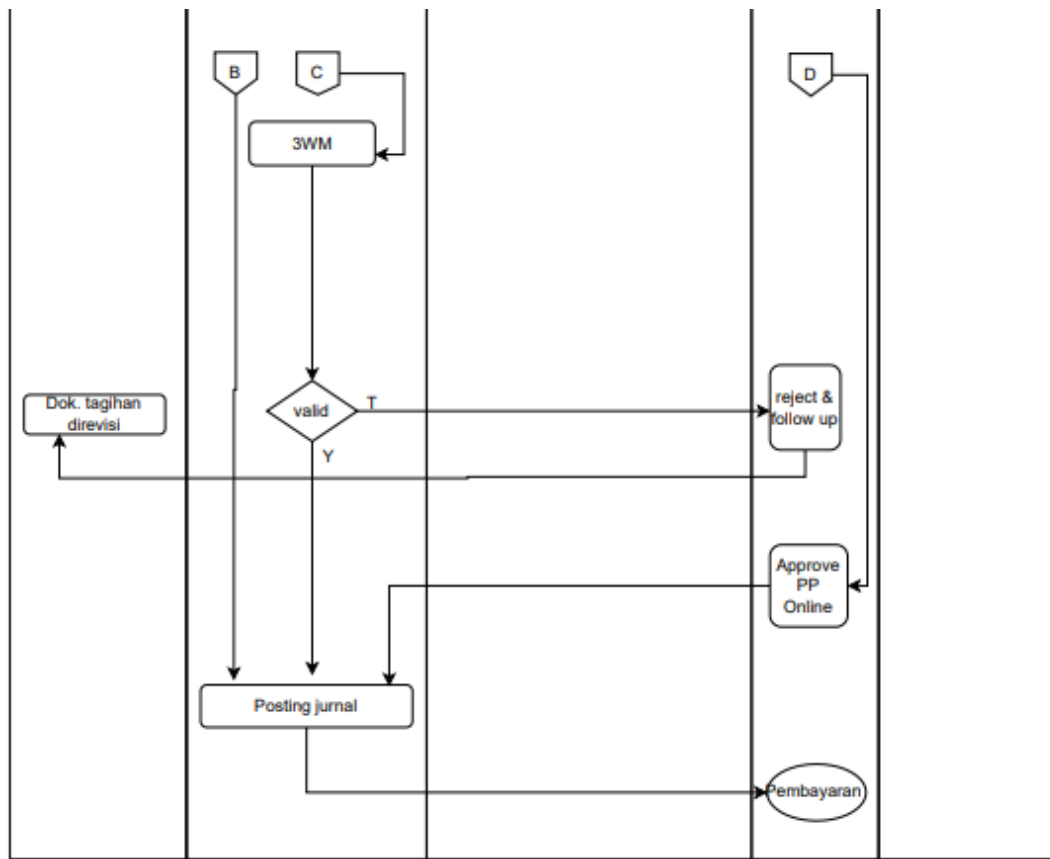 B
C
D
3WM
Dok. tagihan
direvisi
valid
T
reject &
follow up
Y
Approve
PP
Online
Posting jurnal
Pembayaran